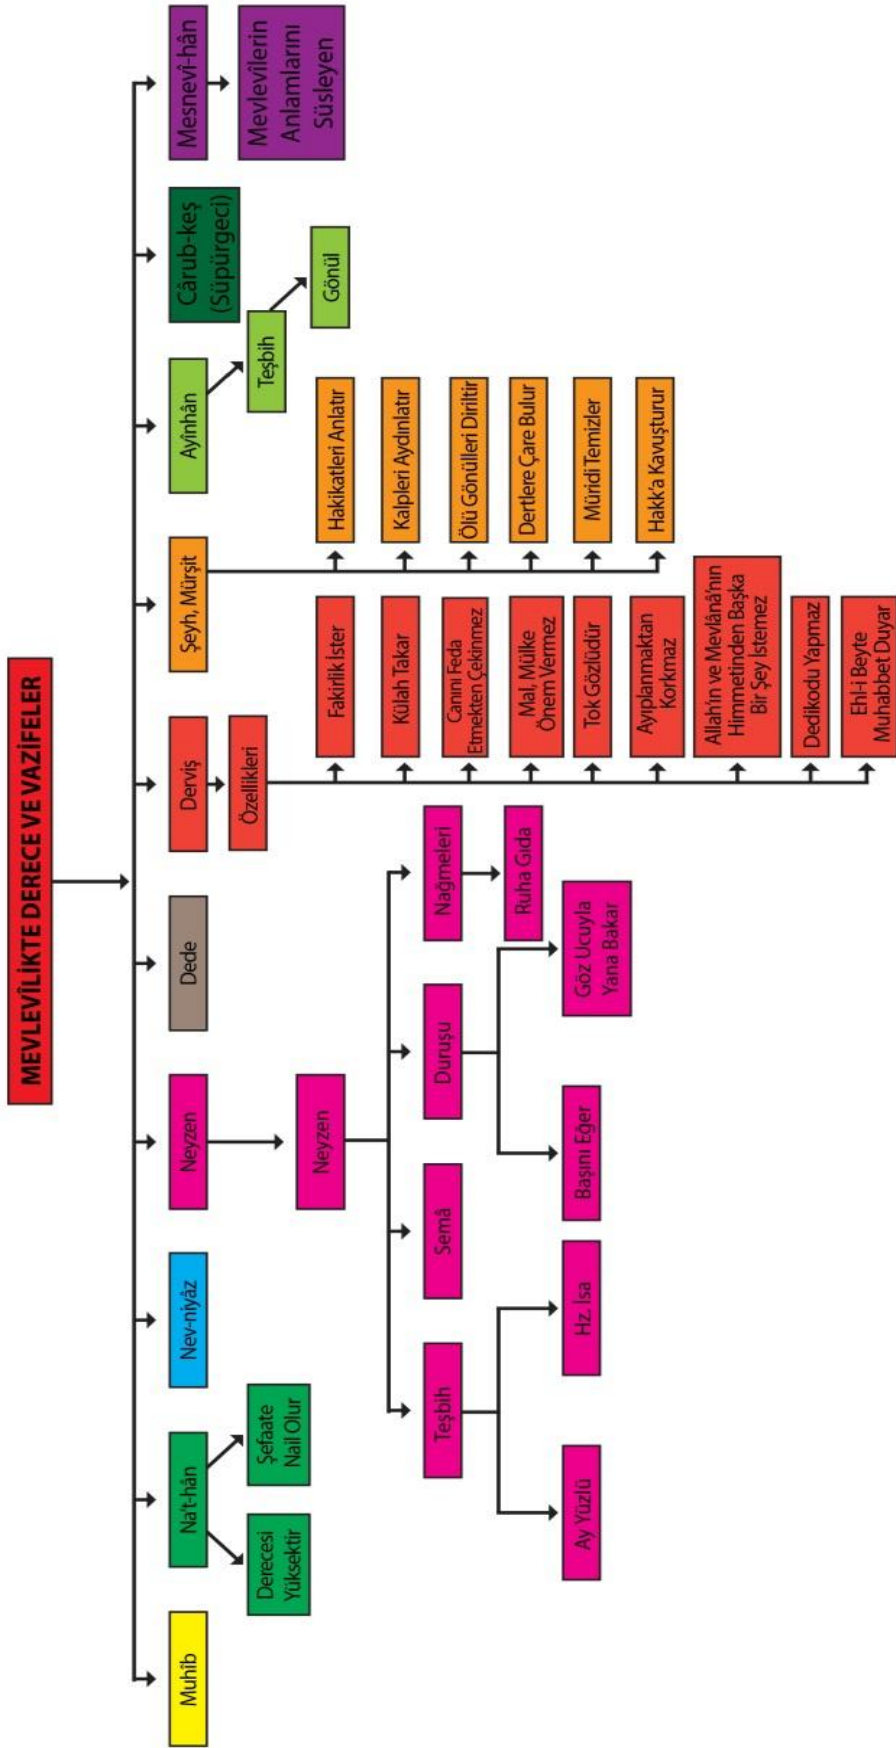 MEVLEVÎLİKTE DERECE VE VAZİFELER
Muhib
Na't-hân
Derecesi
Yüksektir
Şefaate
Nail Olur
Nev-niyâz
Neyzen
Neyzen
Teşbih
Ay Yüzlü
Hz. İsa
Semâ
Duruşu
Başını Eğer
Göz Ucuyla
Yana Bakar
Nağmeleri
Ruha Gıda
Dede
Derviş
Özellikleri
Fakirlik İster
Külah Takar
Canını Feda
Etmekten Çekinmez
Mal, Mülke
Önem Vermez
Tok Gözlüdür
Ayıplanmaktan
Korkmaz
Allah'ın ve Mevlânâ'nın
Himmetinden Başka
Bir Şey İstemez
Dedikodu Yapmaz
Ehl-i Beyte
Muhabbet Duyar
Şeyh, Mürşit
Hakikatleri Anlatır
Kalpleri Aydınlatır
Ölü Gönülleri Diriltir
Dertlere Çare Bulur
Müridi Temizler
Hakk'a Kavuşturur
Ayînhân
Teşbih
Gönül
Cârub-keş
(Süpürgeci)
Mesnevî-hân
Mevlevîlerin
Anlamlarını
Süsleyen